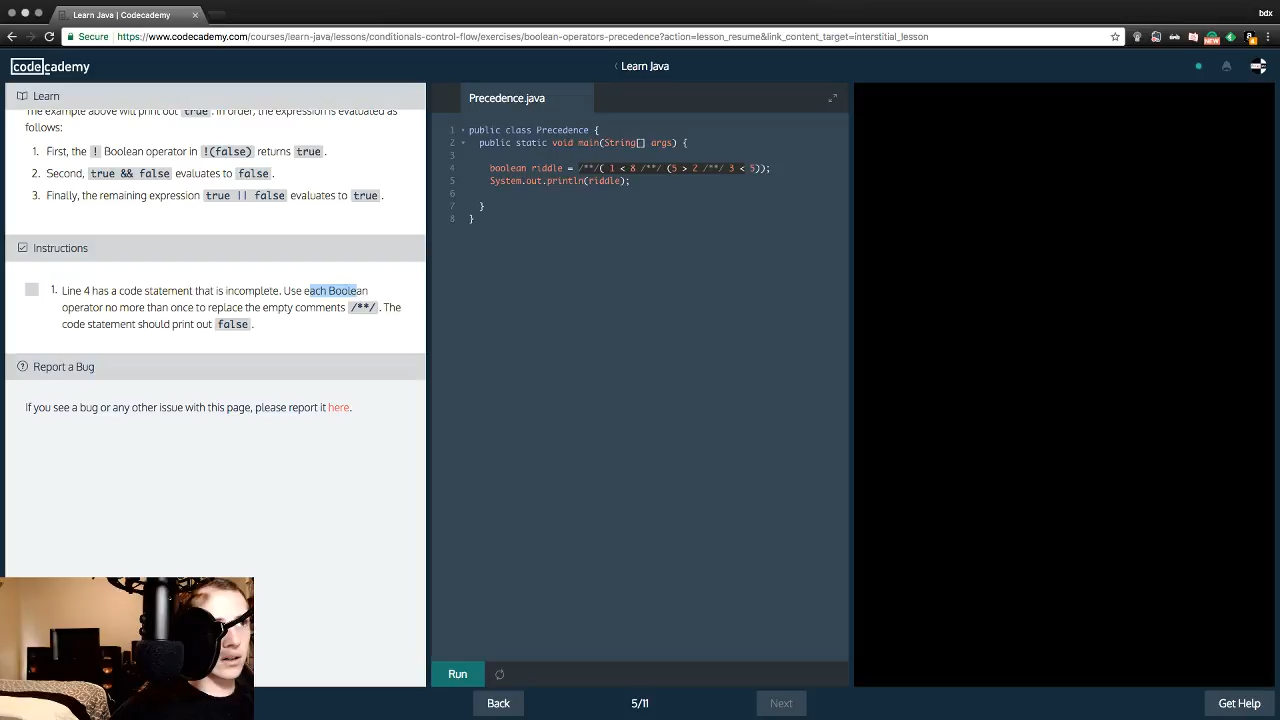 Learn Java | Codecademy
bdx
Secure
https://www.codecademy.com/courses/learn-java/lessons/conditionals-control-flow/exercises/boolean-operators-precedence?action=lesson_resume&link_content_target=interstitial_lesson
codecademy
Learn Java
Learn
The example above will print out true. In order, the expression is evaluated as
follows:
1. First, the ! Boolean operator in !(false) returns true.
2. Second, true && false evaluates to false.
3. Finally, the remaining expression true || false evaluates to true.
Instructions
1. Line 4 has a code statement that is incomplete. Use each Boolean
operator no more than once to replace the empty comments /**/. The
code statement should print out false.
Report a Bug
If you see a bug or any other issue with this page, please report it here.
Precedence.java
1 public class Precedence {
2 public static void main(String[] args) {
3
4 boolean riddle = /**/( 1 < 8 /**/ (5 > 2 /**/ 3 < 5));
5 System.out.println(riddle);
6
7 }
8 }
Run
Back
5/11
Next
Get Help